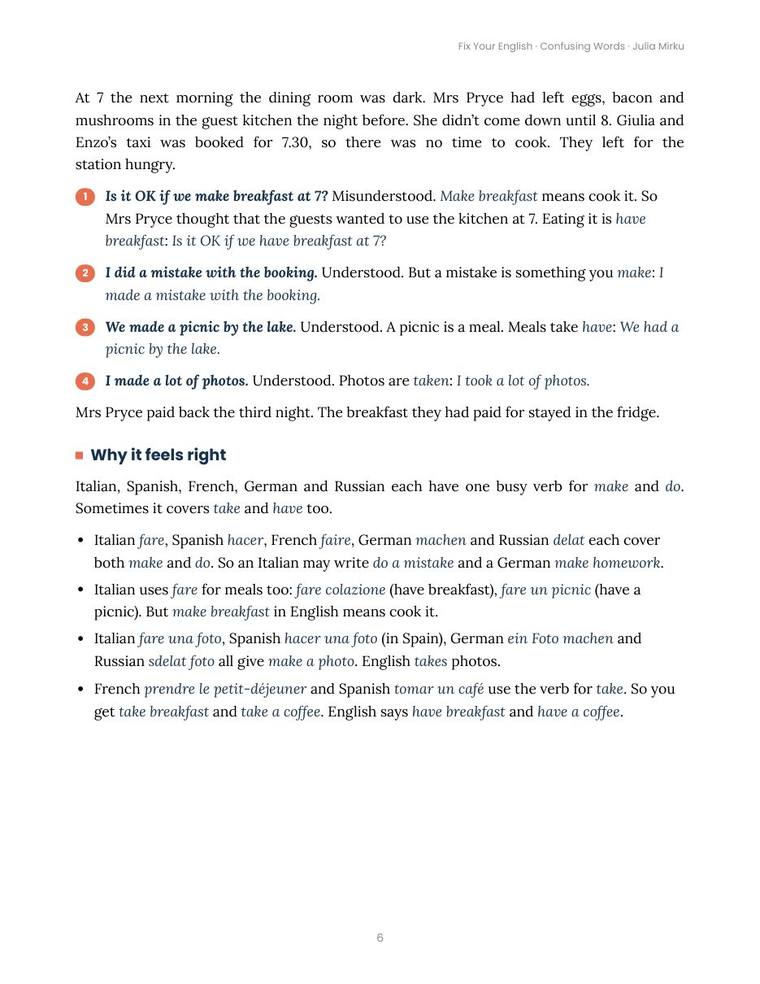 Fix Your English · Confusing Words · Julia Mirku
At 7 the next morning the dining room was dark. Mrs Pryce had left eggs, bacon and
mushrooms in the guest kitchen the night before. She didn’t come down until 8. Giulia and
Enzo’s taxi was booked for 7.30, so there was no time to cook. They left for the
station hungry.
1 Is it OK if we make breakfast at 7? Misunderstood. Make breakfast means cook it. So
Mrs Pryce thought that the guests wanted to use the kitchen at 7. Eating it is have
breakfast: Is it OK if we have breakfast at 7?
2 I did a mistake with the booking. Understood. But a mistake is something you make: I
made a mistake with the booking.
3 We made a picnic by the lake. Understood. A picnic is a meal. Meals take have: We had a
picnic by the lake.
4 I made a lot of photos. Understood. Photos are taken: I took a lot of photos.
Mrs Pryce paid back the third night. The breakfast they had paid for stayed in the fridge.
Why it feels right
Italian, Spanish, French, German and Russian each have one busy verb for make and do.
Sometimes it covers take and have too.
• Italian fare, Spanish hacer, French faire, German machen and Russian delat each cover
both make and do. So an Italian may write do a mistake and a German make homework.
• Italian uses fare for meals too: fare colazione (have breakfast), fare un picnic (have a
picnic). But make breakfast in English means cook it.
• Italian fare una foto, Spanish hacer una foto (in Spain), German ein Foto machen and
Russian sdelat foto all give make a photo. English takes photos.
• French prendre le petit-déjeuner and Spanish tomar un café use the verb for take. So you
get take breakfast and take a coffee. English says have breakfast and have a coffee.
6